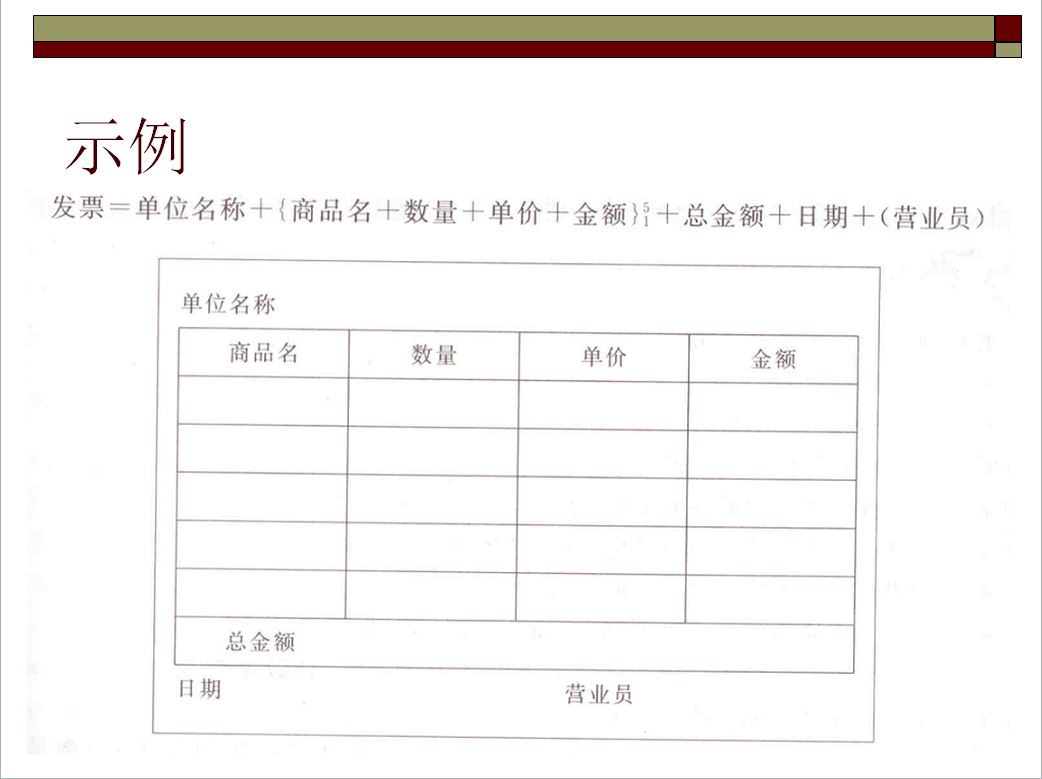 示例
发票＝单位名称＋{商品名＋数量＋单价＋金额}⁵₁＋总金额＋日期＋(营业员)
单位名称
商品名 数量 单价 金额
总金额
日期 营业员